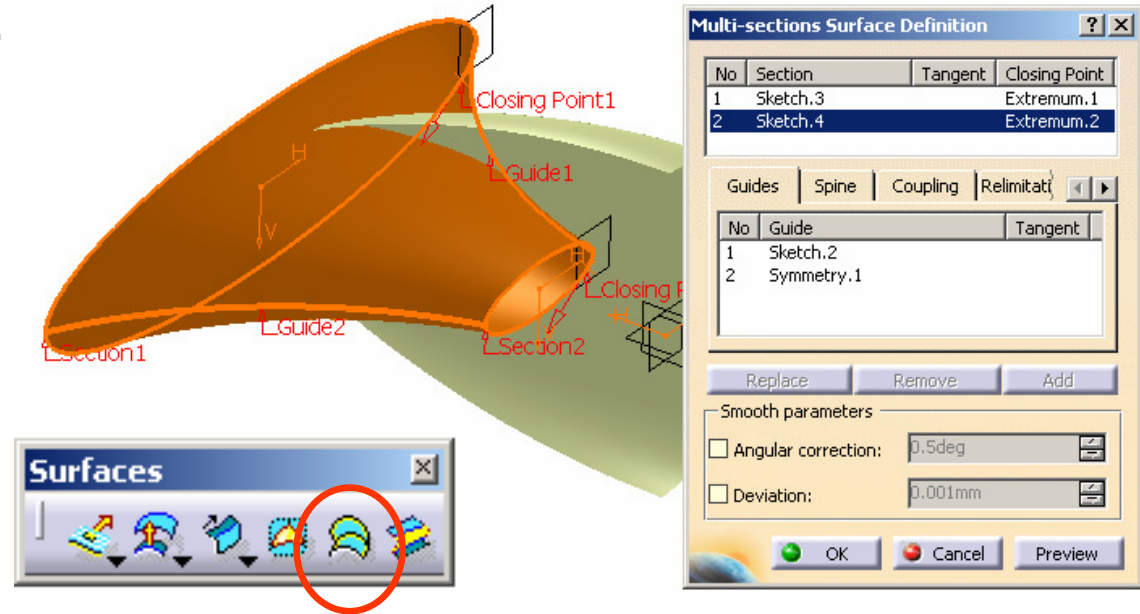 Closing Point1
Guide1
H
V
H
Closing P
Guide2
Section1
Section2
Surfaces
Multi-sections Surface Definition
No Section Tangent Closing Point
1 Sketch.3 Extremum.1
2 Sketch.4 Extremum.2
Guides Spine Coupling Relimitati
No Guide Tangent
1 Sketch.2
2 Symmetry.1
Replace Remove Add
Smooth parameters
Angular correction: 0.5deg
Deviation: 0.001mm
OK Cancel Preview